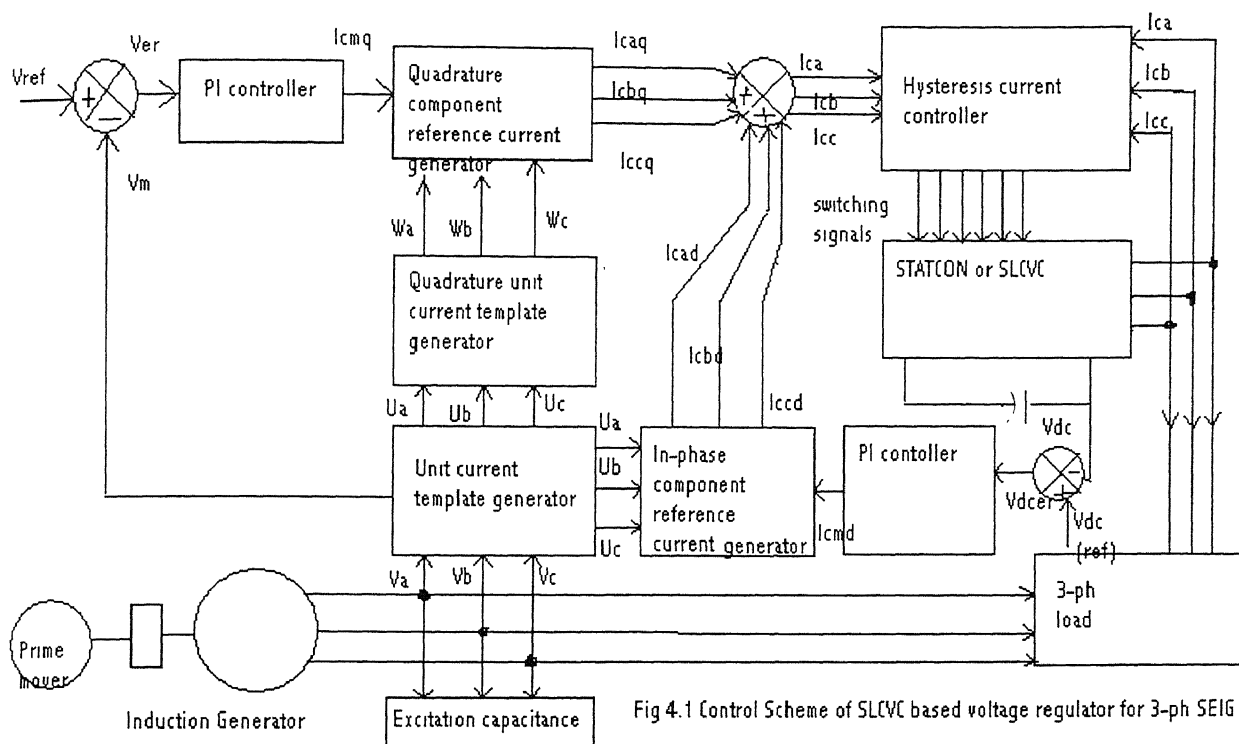 Vref
+
−
Ver
PI controller
Icmq
Quadrature
component
reference current
generator
Icaq
Icbq
Iccq
+
+
Ica
Icb
Icc
Hysteresis current
controller
Ica
Icb
Icc
Vm
Wa
Wb
Wc
switching
signals
Quadrature unit
current template
generator
Icad
Icbd
Iccd
STATCON or SLCVC
Ua
Ub
Uc
Unit current
template generator
Ua
Ub
Uc
In-phase
component
reference
current generator
Icmd
PI contoller
Vdcer
Vdc
−
+
Vdc
(ref)
Va
Vb
Vc
3-ph
load
Prime
mover
Induction Generator
Excitation capacitance
Fig 4.1 Control Scheme of SLCVC based voltage regulator for 3-ph SEIG